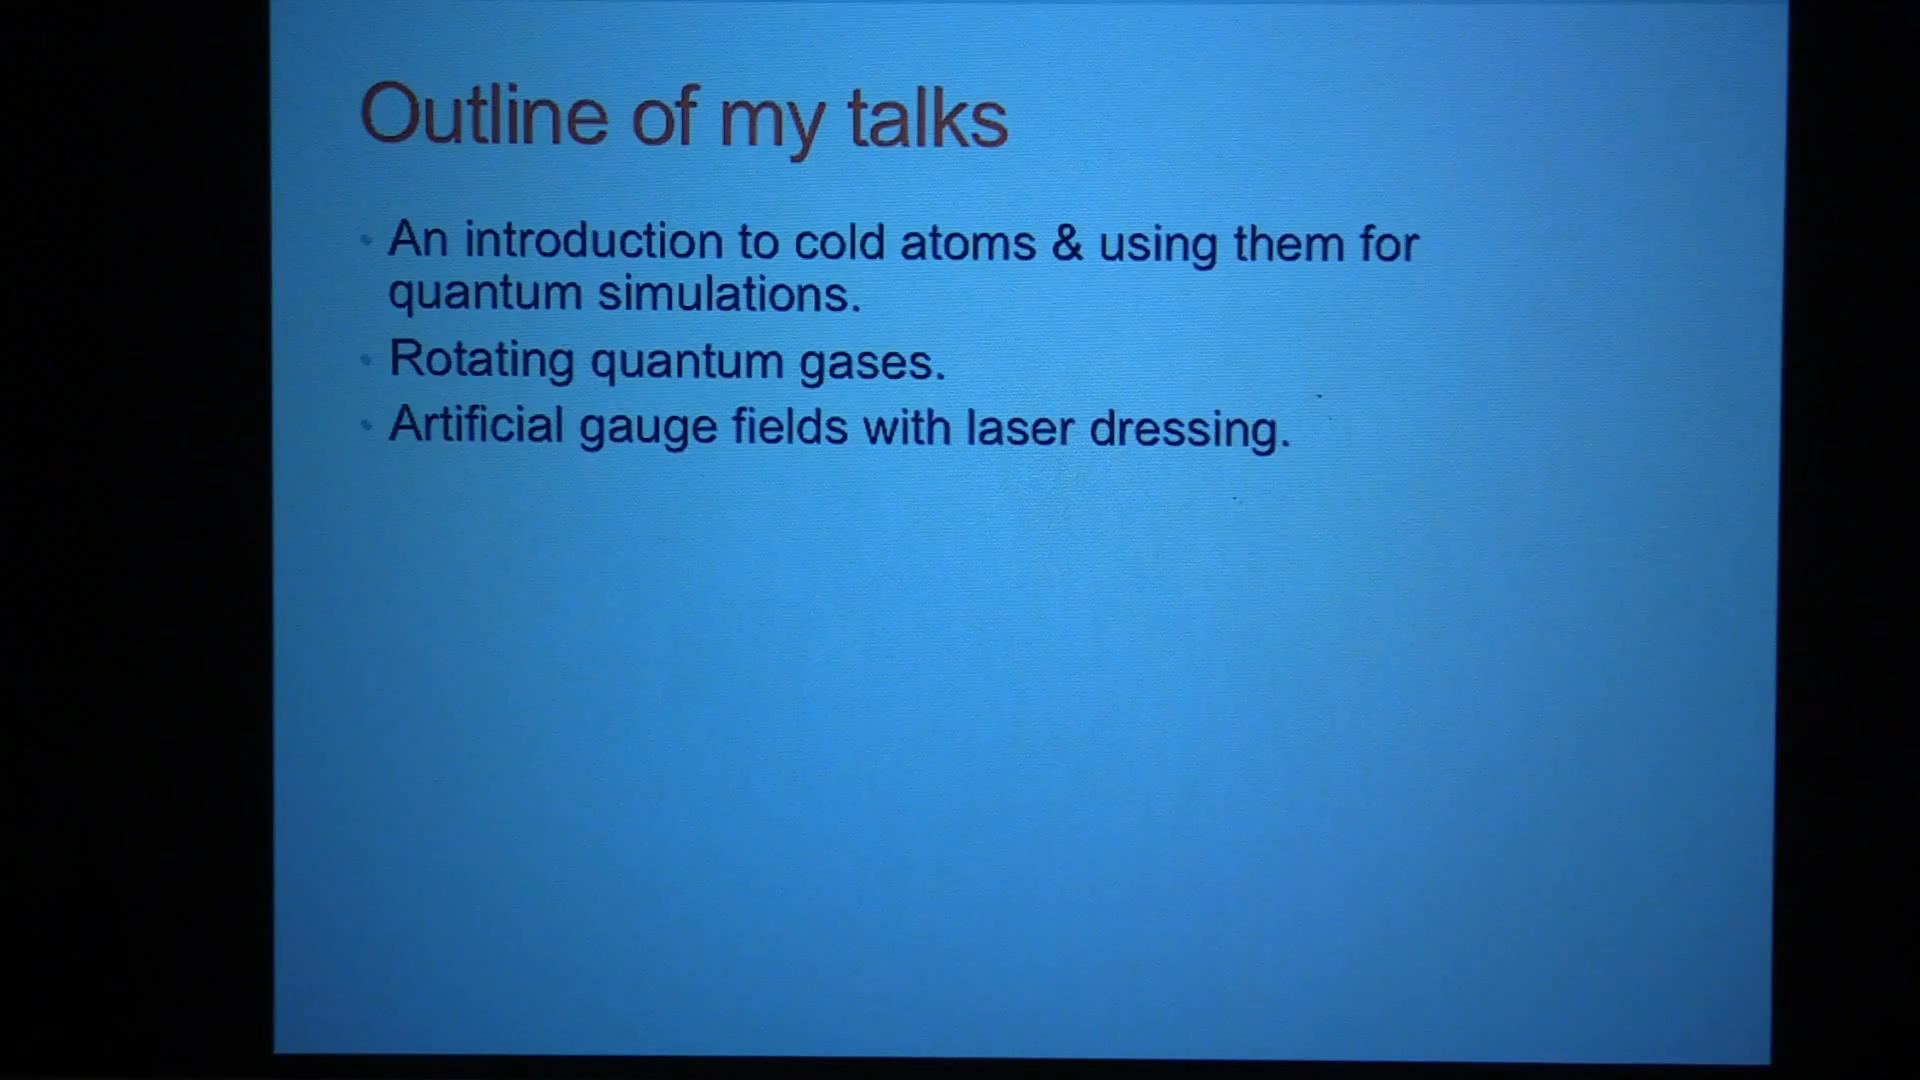 Outline of my talks
• An introduction to cold atoms & using them for
quantum simulations.
• Rotating quantum gases.
• Artificial gauge fields with laser dressing.